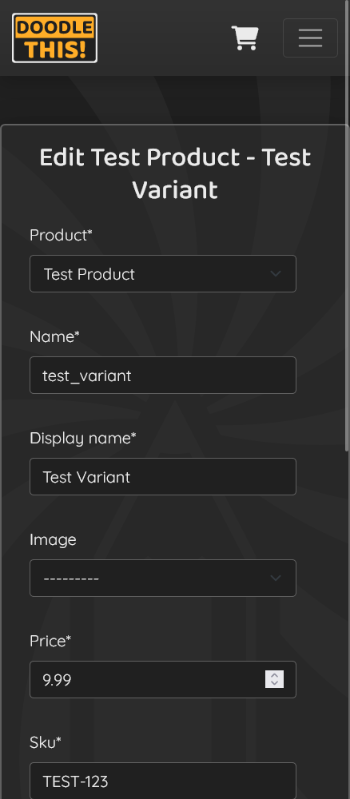 DOODLE
THIS!
Edit Test Product - Test
Variant
Product*
Test Product
Name*
test_variant
Display name*
Test Variant
Image
---------
Price*
9.99
Sku*
TEST-123